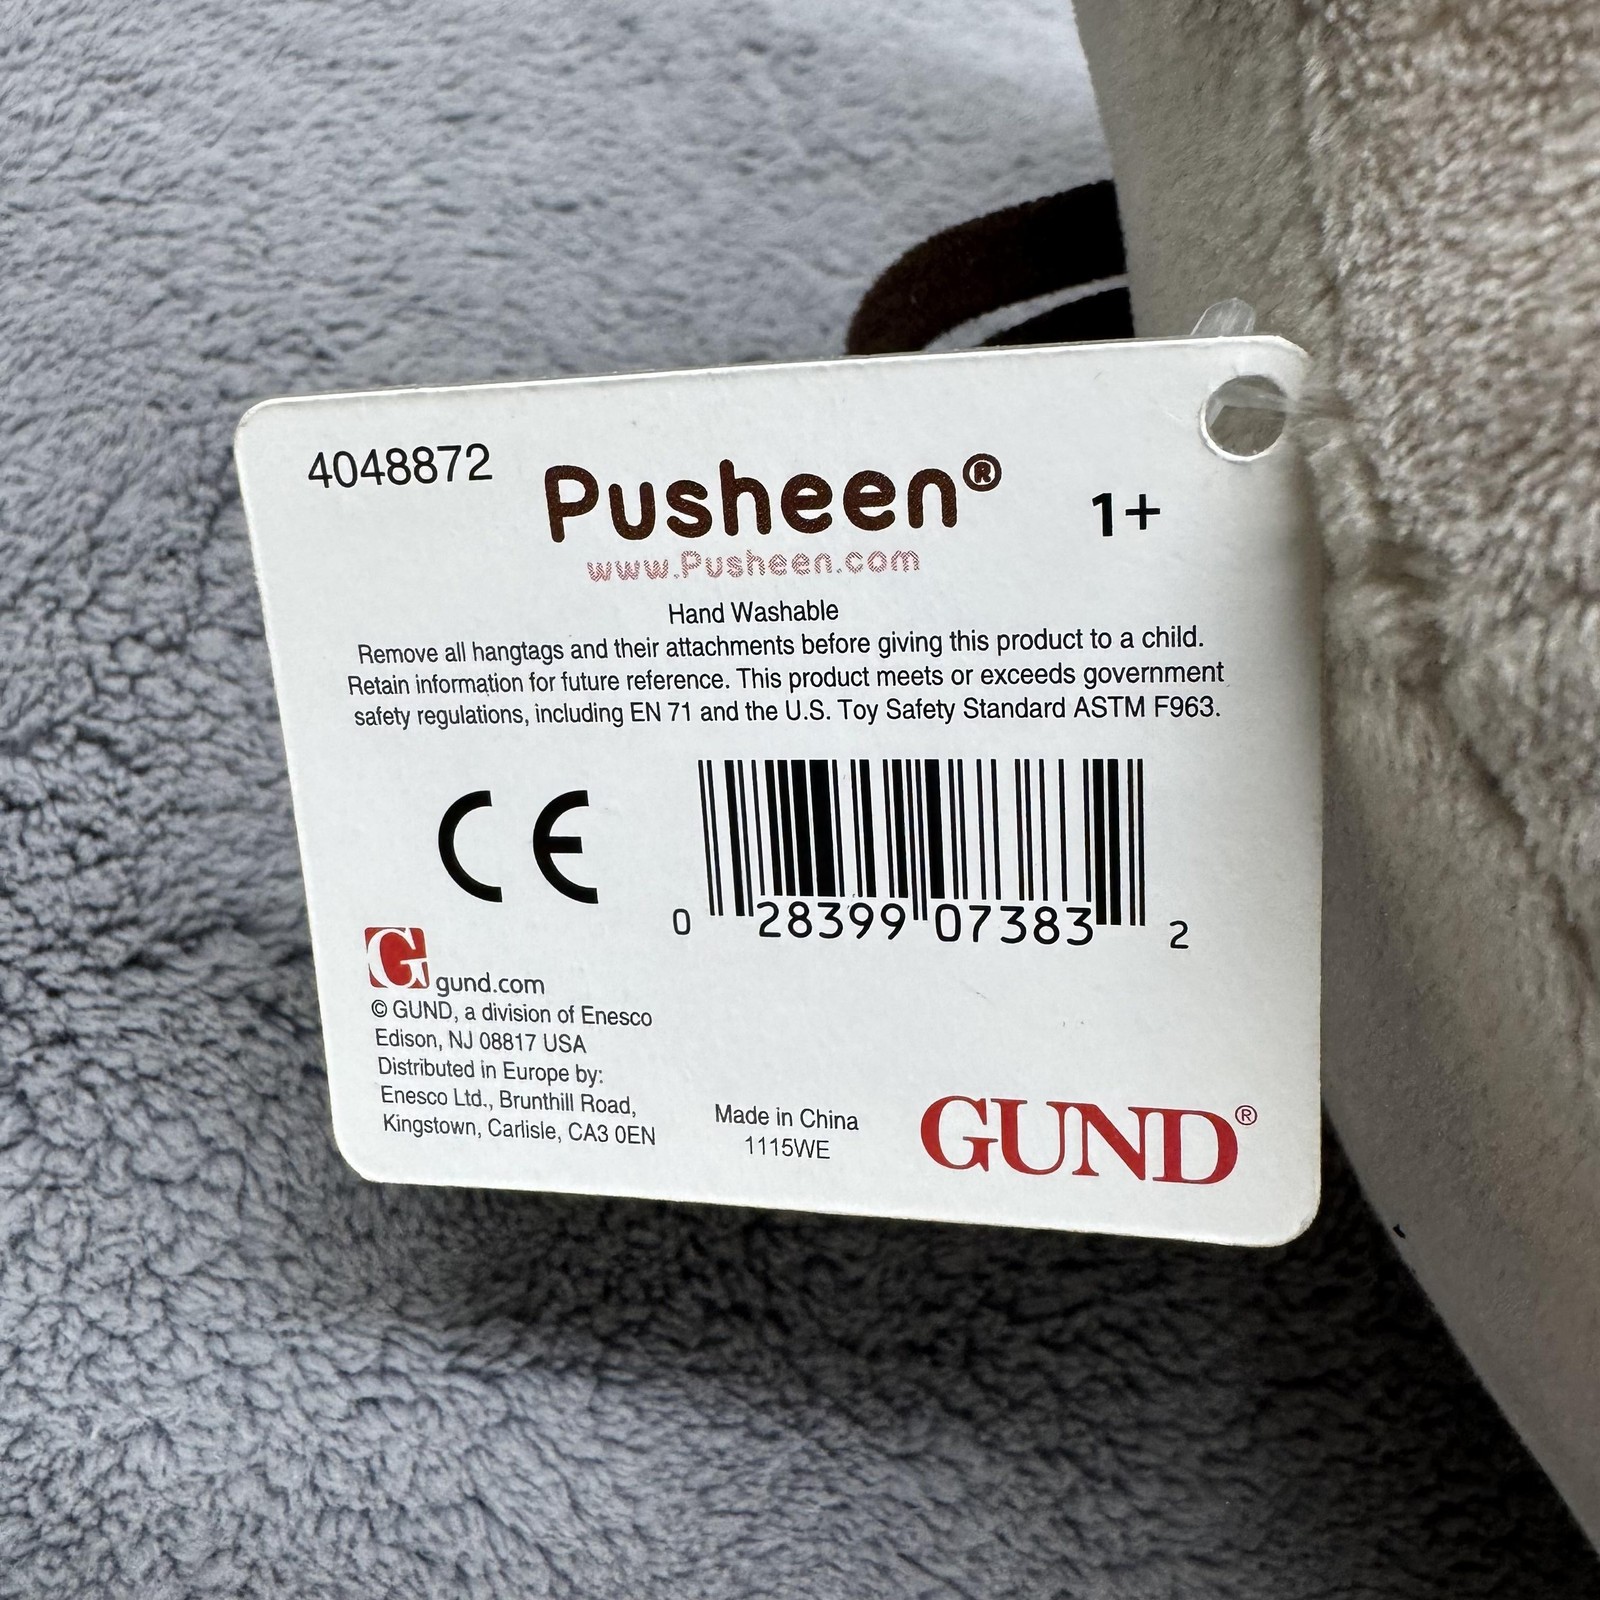 4048872
Pusheen®
1+
www.Pusheen.com
Hand Washable
Remove all hangtags and their attachments before giving this product to a child.
Retain information for future reference. This product meets or exceeds government
safety regulations, including EN 71 and the U.S. Toy Safety Standard ASTM F963.
CE
0 28399 07383 2
G gund.com
© GUND, a division of Enesco
Edison, NJ 08817 USA
Distributed in Europe by:
Enesco Ltd., Brunthill Road,
Kingstown, Carlisle, CA3 0EN
Made in China
1115WE
GUND®